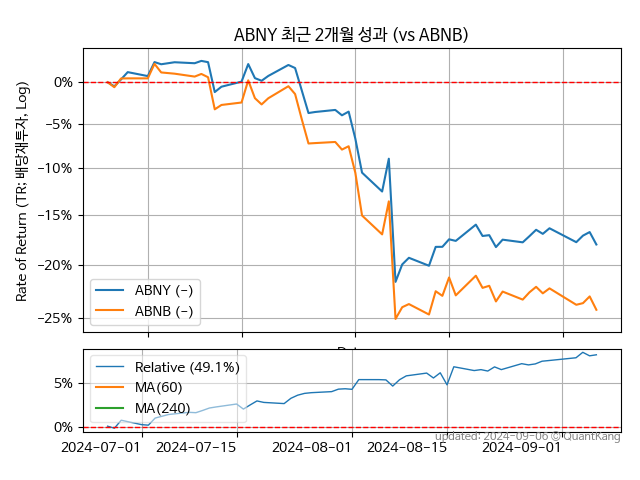 ABNY 최근 2개월 성과 (vs ABNB)
Rate of Return (TR: 배당재투자, Log)
0%
−5%
−10%
−15%
−20%
−25%
ABNY (-)
ABNB (-)
5%
0%
Relative (49.1%)
MA(60)
MA(240)
2024-07-01
2024-07-15
2024-08-01
2024-08-15
2024-09-01
updated: 2024-09-06 © QuantKang